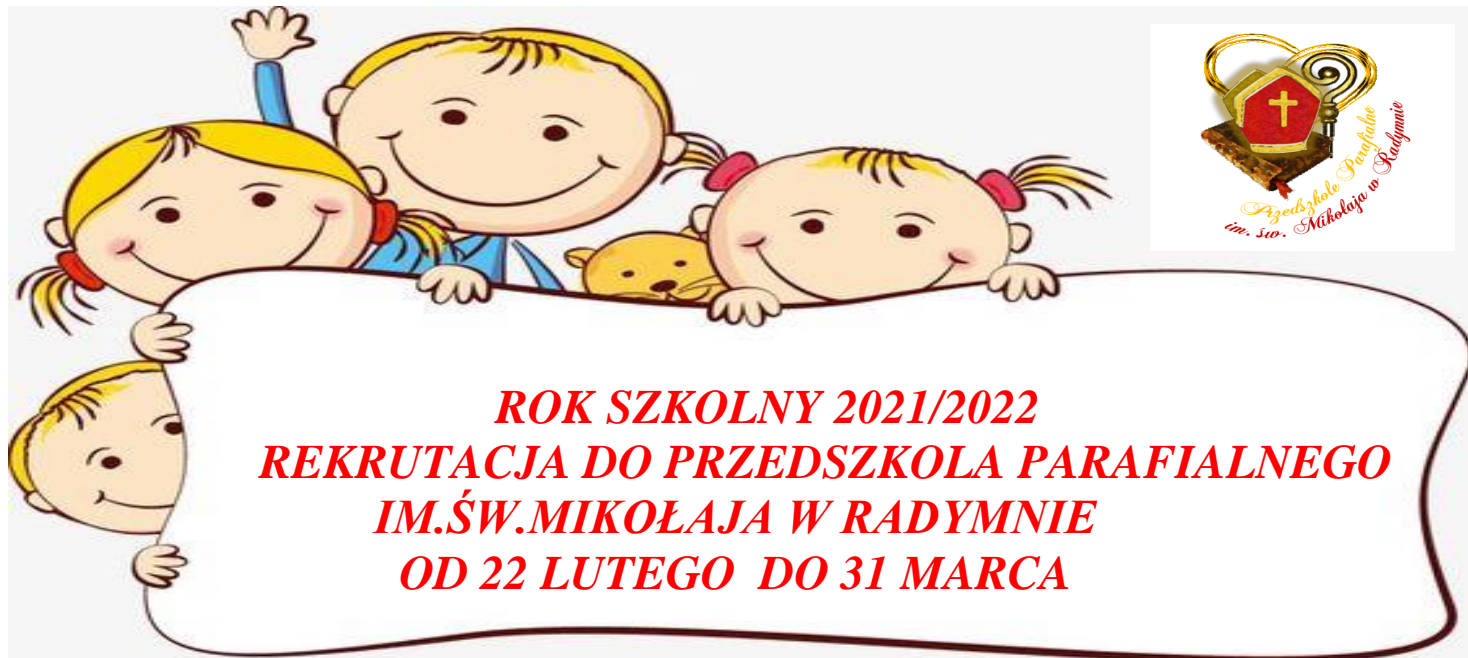 Przedszkole Parafialne
im. św. Mikołaja w Radymnie
ROK SZKOLNY 2021/2022
REKRUTACJA DO PRZEDSZKOLA PARAFIALNEGO
IM.ŚW.MIKOŁAJA W RADYMNIE
OD 22 LUTEGO DO 31 MARCA